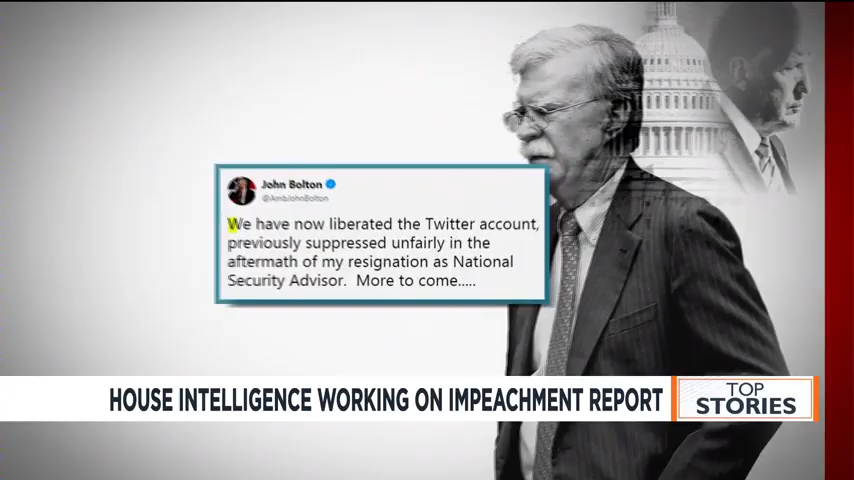 John Bolton
@AmbJohnBolton
We have now liberated the Twitter account,
previously suppressed unfairly in the
aftermath of my resignation as National
Security Advisor. More to come.....
HOUSE INTELLIGENCE WORKING ON IMPEACHMENT REPORT
TOP
STORIES